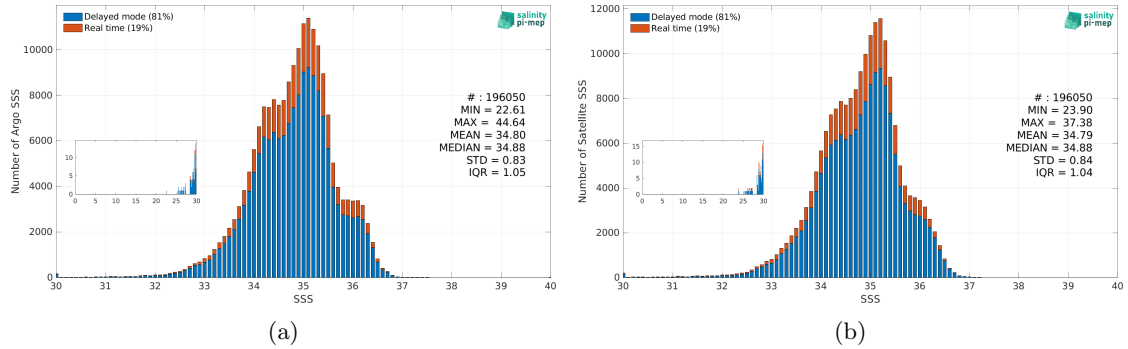 Delayed mode (81%)
Real time (19%)
salinity
pi-mep
Number of Argo SSS
10000
8000
6000
4000
2000
0
# : 196050
MIN = 22.61
MAX = 44.64
MEAN = 34.80
MEDIAN = 34.88
STD = 0.83
IQR = 1.05
10
5
0
0 5 10 15 20 25 30
30 31 32 33 34 35 36 37 38 39 40
SSS
(a)
Delayed mode (81%)
Real time (19%)
salinity
pi-mep
Number of Satellite SSS
12000
10000
8000
6000
4000
2000
0
# : 196050
MIN = 23.90
MAX = 37.38
MEAN = 34.79
MEDIAN = 34.88
STD = 0.84
IQR = 1.04
15
10
5
0
0 5 10 15 20 25 30
30 31 32 33 34 35 36 37 38 39 40
SSS
(b)